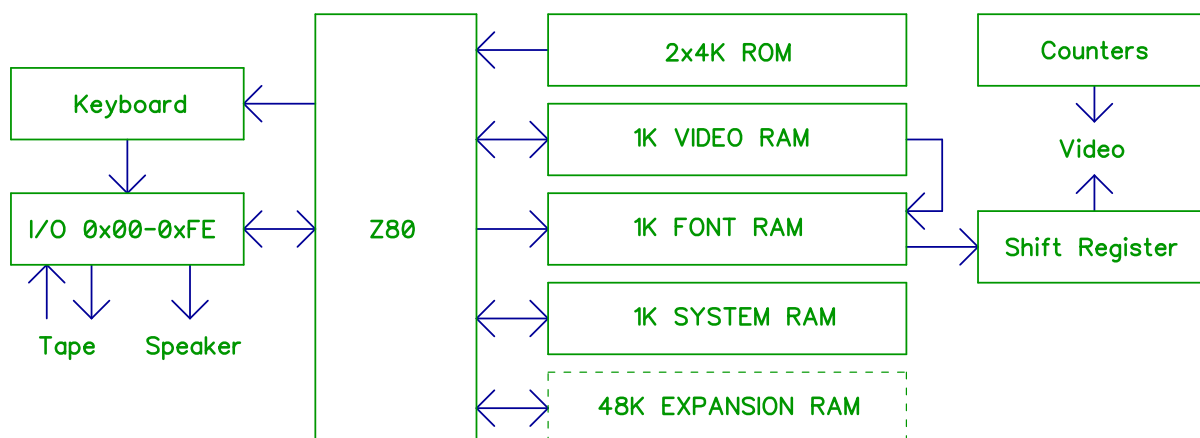 2x4K ROM
Counters
Keyboard
1K VIDEO RAM
Video
I/O 0x00-0xFE
Z80
1K FONT RAM
Shift Register
1K SYSTEM RAM
Tape
Speaker
48K EXPANSION RAM